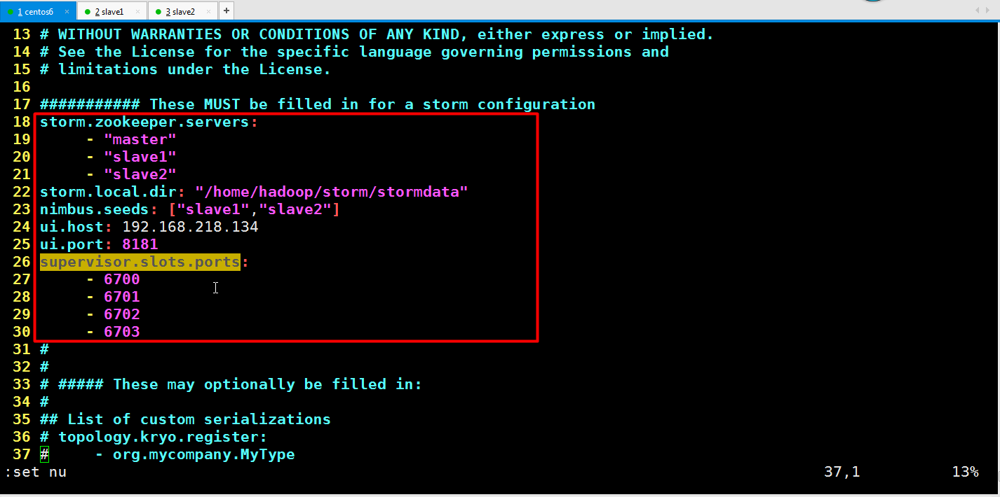 1 centos6 × 2 slave1 × 3 slave2 × +
13 # WITHOUT WARRANTIES OR CONDITIONS OF ANY KIND, either express or implied.
14 # See the License for the specific language governing permissions and
15 # limitations under the License.
16
17 ########### These MUST be filled in for a storm configuration
18 storm.zookeeper.servers:
19      - "master"
20      - "slave1"
21      - "slave2"
22 storm.local.dir: "/home/hadoop/storm/stormdata"
23 nimbus.seeds: ["slave1","slave2"]
24 ui.host: 192.168.218.134
25 ui.port: 8181
26 supervisor.slots.ports:
27      - 6700
28      - 6701
29      - 6702
30      - 6703
31 #
32 #
33 # ##### These may optionally be filled in:
34 #
35 ## List of custom serializations
36 # topology.kryo.register:
37 #     - org.mycompany.MyType
:set nu 37,1 13%